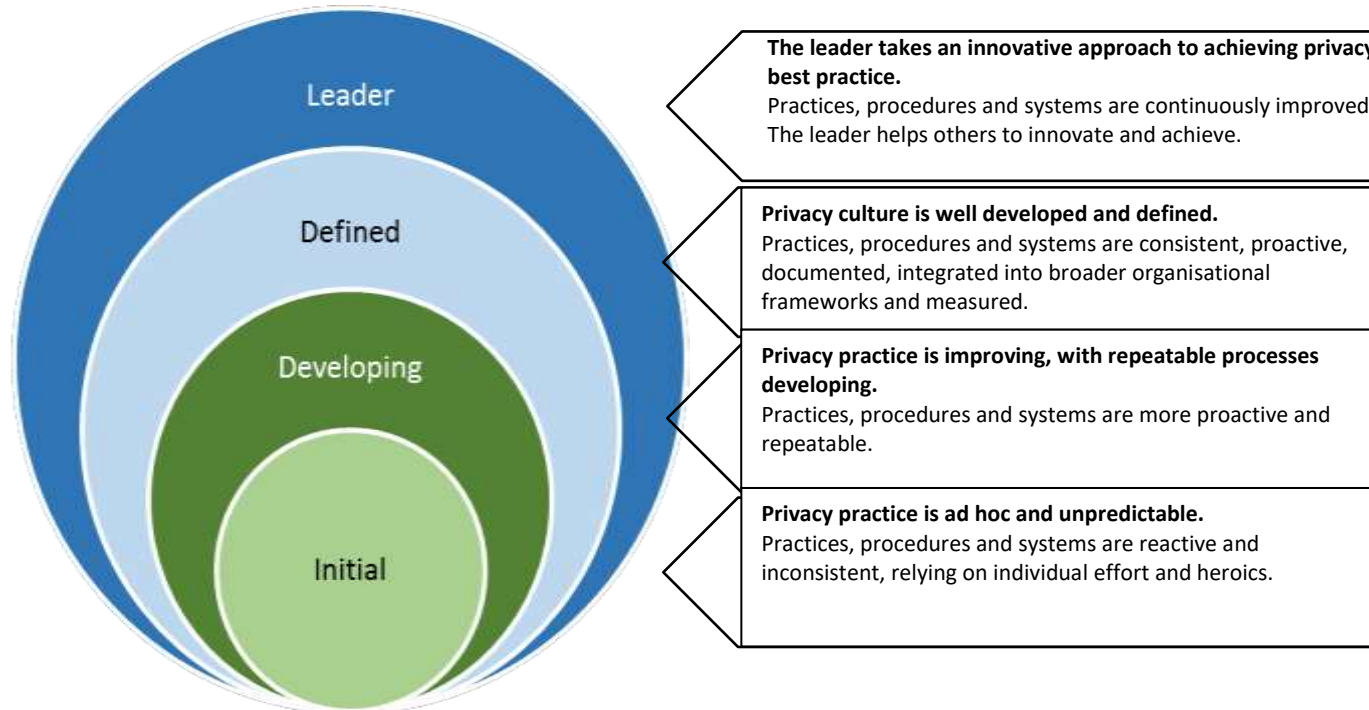 Leader
Defined
Developing
Initial
The leader takes an innovative approach to achieving privacy
best practice.
Practices, procedures and systems are continuously improved
The leader helps others to innovate and achieve.
Privacy culture is well developed and defined.
Practices, procedures and systems are consistent, proactive,
documented, integrated into broader organisational
frameworks and measured.
Privacy practice is improving, with repeatable processes
developing.
Practices, procedures and systems are more proactive and
repeatable.
Privacy practice is ad hoc and unpredictable.
Practices, procedures and systems are reactive and
inconsistent, relying on individual effort and heroics.